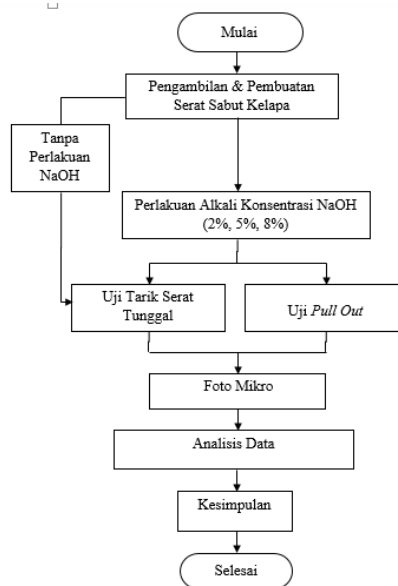 Mulai
Pengambilan & Pembuatan
Serat Sabut Kelapa
Tanpa
Perlakuan
NaOH
Perlakuan Alkali Konsentrasi NaOH
(2%, 5%, 8%)
Uji Tarik Serat
Tunggal
Uji Pull Out
Foto Mikro
Analisis Data
Kesimpulan
Selesai